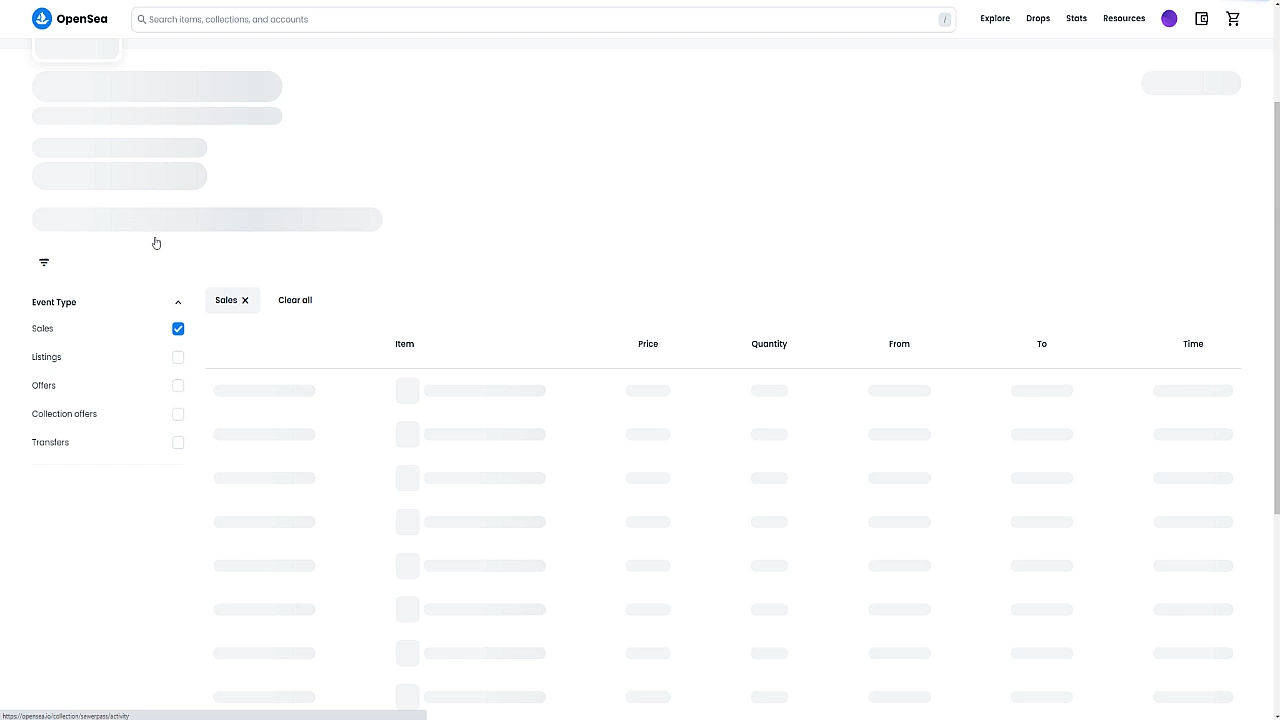 OpenSea
Search items, collections, and accounts
/
Explore
Drops
Stats
Resources
Event Type
Sales
Listings
Offers
Collection offers
Transfers
Sales
Clear all
Item
Price
Quantity
From
To
Time
https://opensea.io/collection/sewerpass/activity